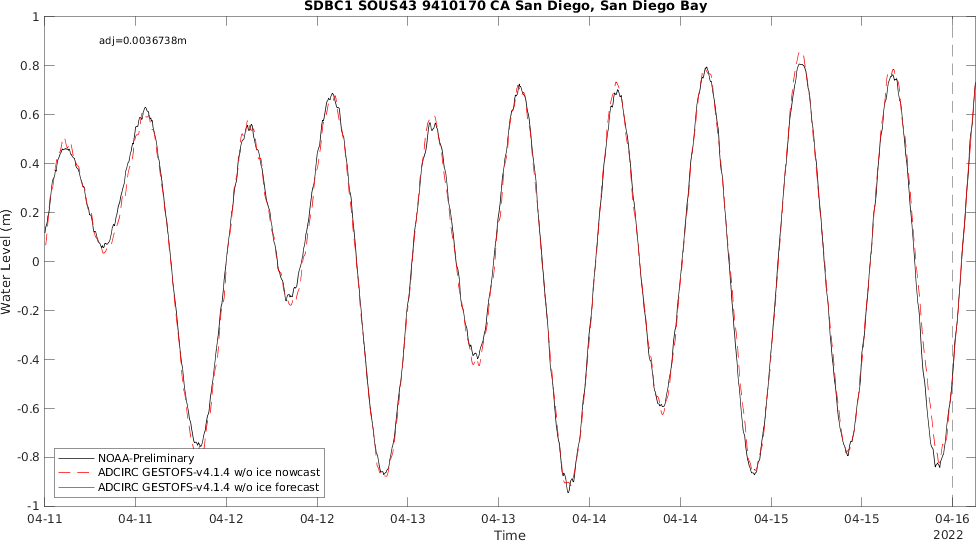 SDBC1 SOUS43 9410170 CA San Diego, San Diego Bay
adj=0.0036738m
1
0.8
0.6
0.4
0.2
0
-0.2
-0.4
-0.6
-0.8
-1
Water Level (m)
NOAA-Preliminary
ADCIRC GESTOFS-v4.1.4 w/o ice nowcast
ADCIRC GESTOFS-v4.1.4 w/o ice forecast
04-11 04-11 04-12 04-12 04-13 04-13 04-14 04-14 04-15 04-15 04-16
Time
2022